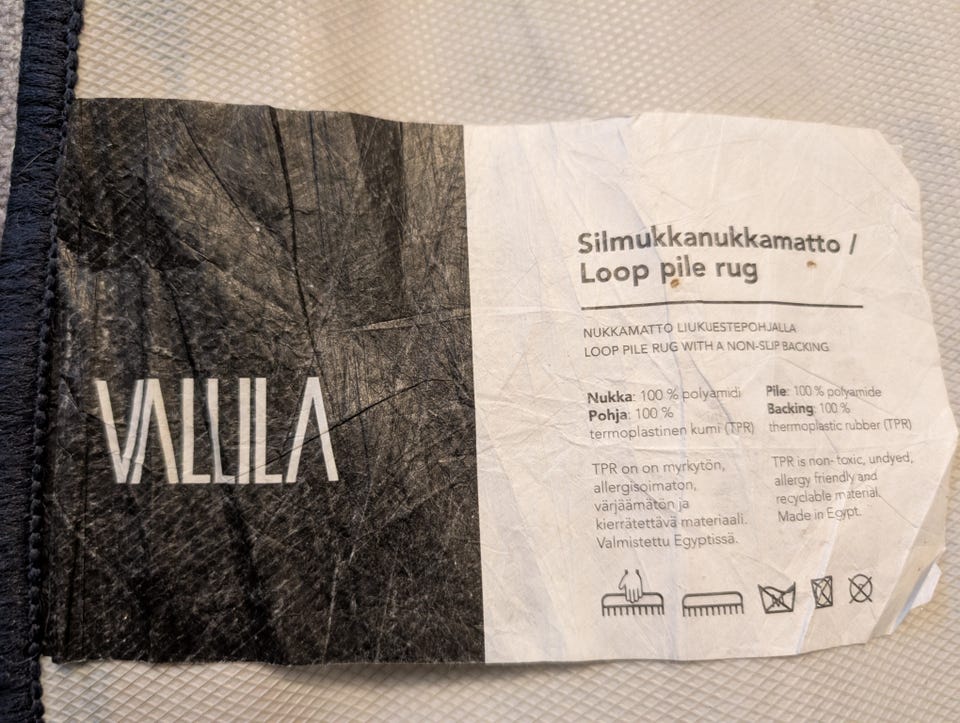 VALLILA
Silmukkanukkamatto /
Loop pile rug
NUKKAMATTO LIUKUESTEPOHJALLA
LOOP PILE RUG WITH A NON-SLIP BACKING
Nukka: 100 % polyamidi
Pohja: 100 %
termoplastinen kumi (TPR)
TPR on on myrkytön,
allergisoimaton,
värjäämätön ja
kierrätettävä materiaali.
Valmistettu Egyptissä.
Pile: 100 % polyamide
Backing: 100 %
thermoplastic rubber (TPR)
TPR is non- toxic, undyed,
allergy friendly and
recyclable material.
Made in Egypt.